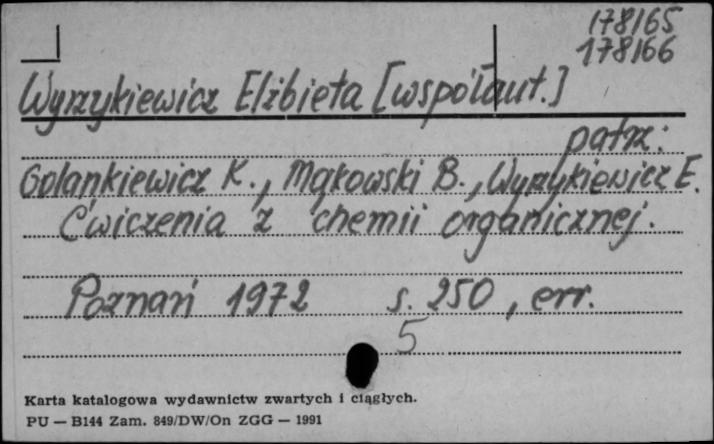 178165
178166
Wyrzykiewicz Elżbieta [współaut.]
patrz:
Golankiewicz K., Mąkowski B., Wyrzykiewicz E.
Ćwiczenia z chemii organicznej.
Poznań 1972 s. 250, err.
5
Karta katalogowa wydawnictw zwartych i ciągłych.
PU — B144 Zam. 849/DW/On ZGG — 1991